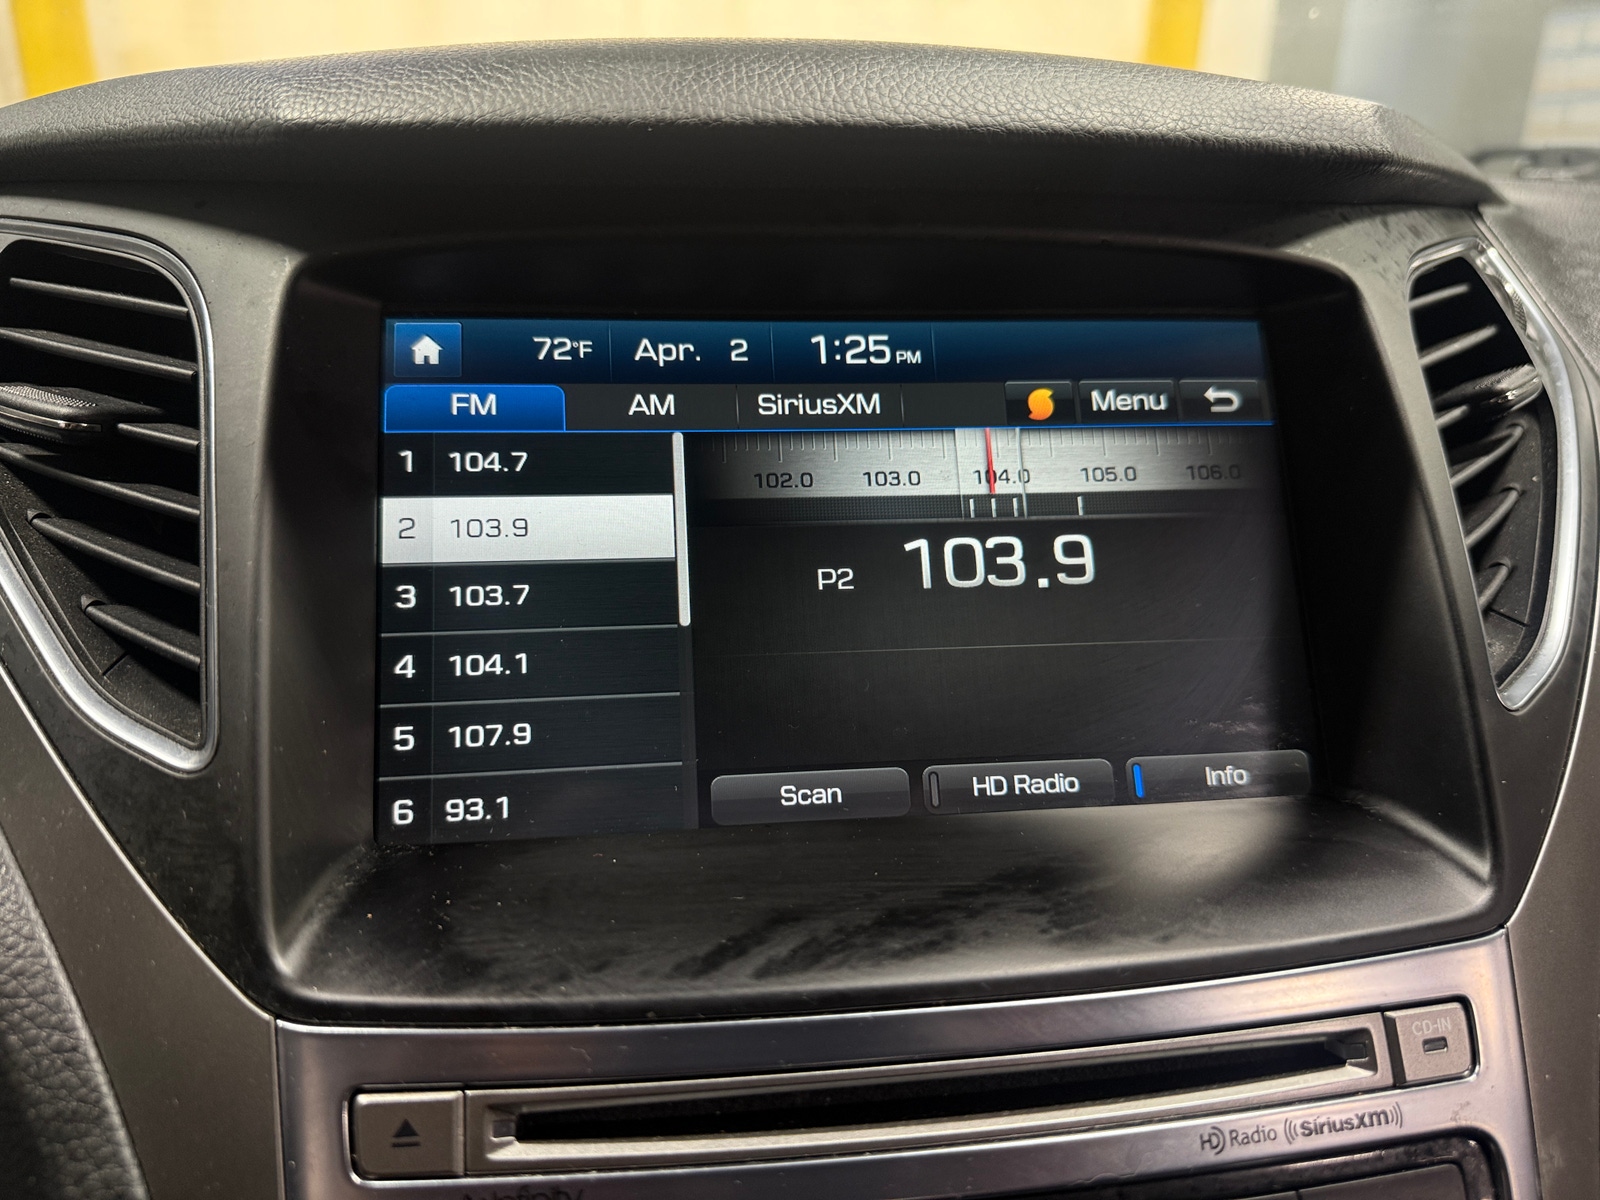 72°F Apr. 2 1:25 PM
FM AM SiriusXM Menu
1 104.7
2 103.9
3 103.7
4 104.1
5 107.9
6 93.1
102.0 103.0 104.0 105.0 106.0
P2 103.9
Scan HD Radio Info
CD-IN
HD Radio ((SiriusXM))